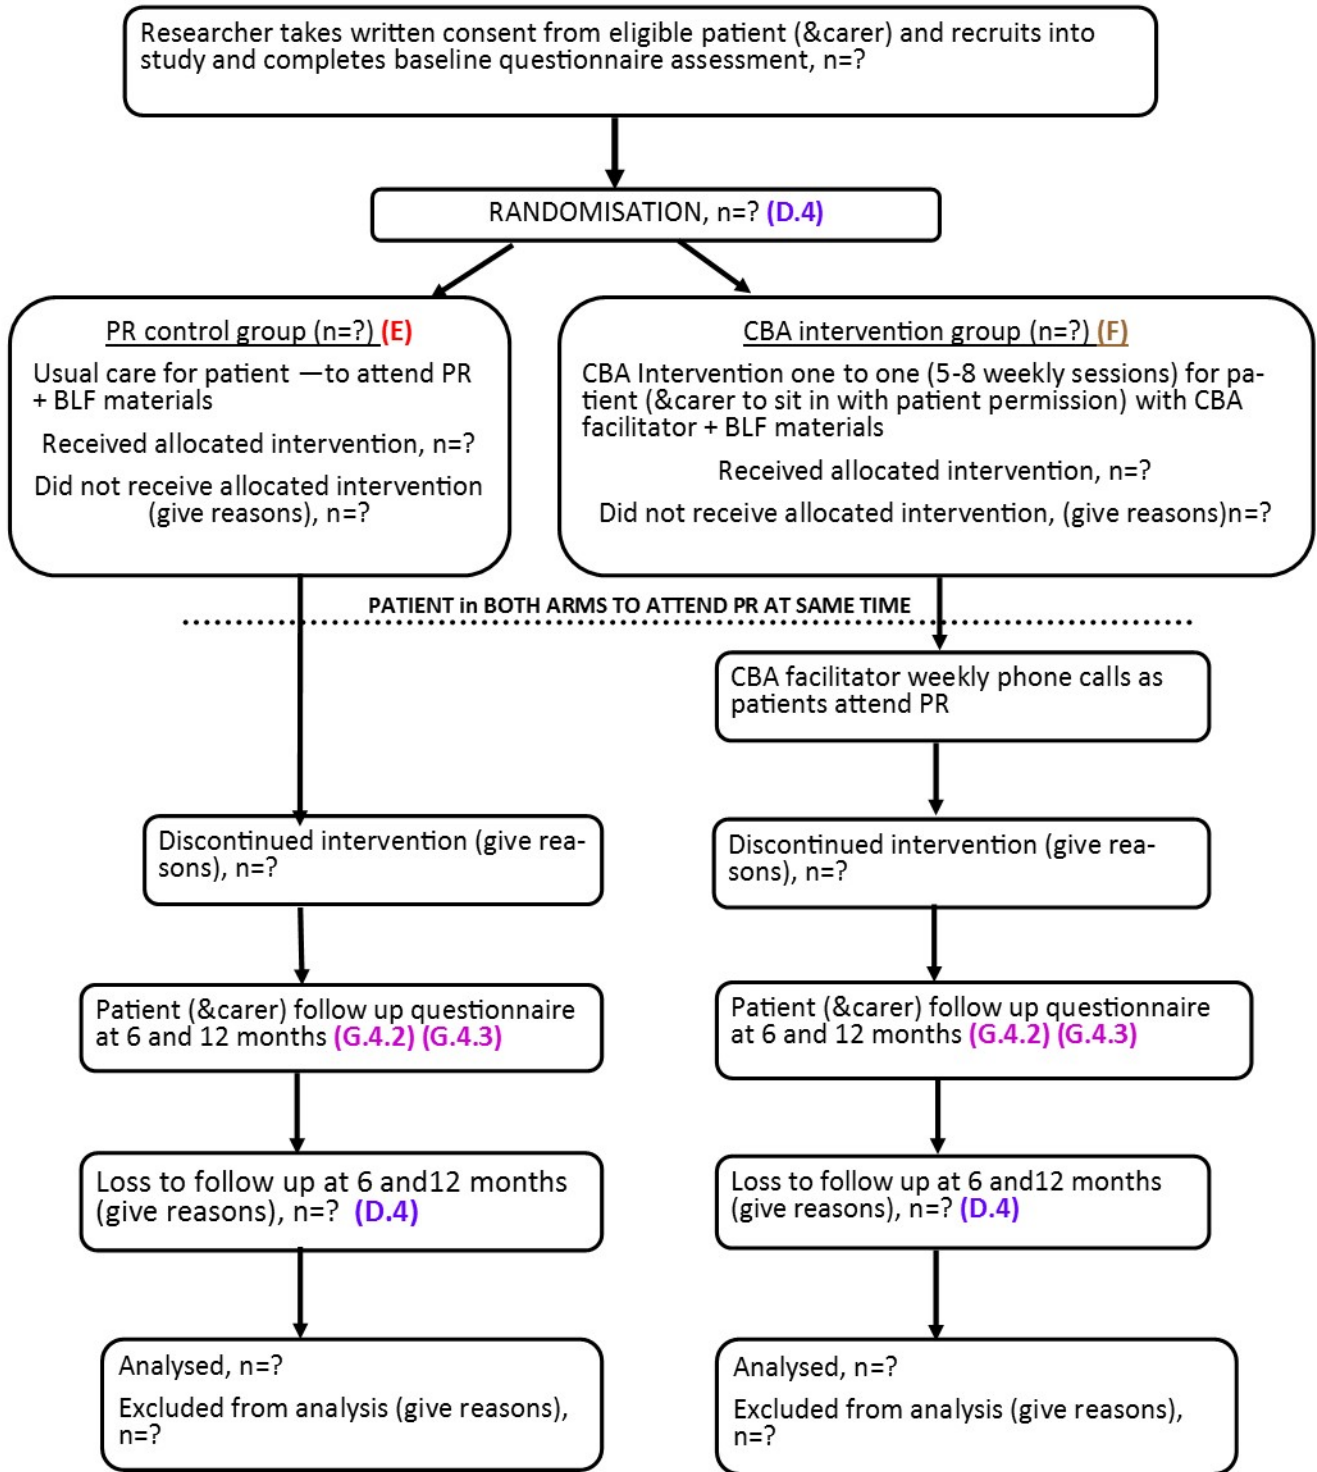 Researcher takes written consent from eligible patient (&carer) and recruits into
study and completes baseline questionnaire assessment, n=?
RANDOMISATION, n=? (D.4)
PR control group (n=?) (E)
Usual care for patient —to attend PR
+ BLF materials
Received allocated intervention, n=?
Did not receive allocated intervention
(give reasons), n=?
CBA intervention group (n=?) (F)
CBA Intervention one to one (5-8 weekly sessions) for pa-
tient (&carer to sit in with patient permission) with CBA
facilitator + BLF materials
Received allocated intervention, n=?
Did not receive allocated intervention, (give reasons)n=?
PATIENT in BOTH ARMS TO ATTEND PR AT SAME TIME
CBA facilitator weekly phone calls as
patients attend PR
Discontinued intervention (give rea-
sons), n=?
Discontinued intervention (give rea-
sons), n=?
Patient (&carer) follow up questionnaire
at 6 and 12 months (G.4.2) (G.4.3)
Patient (&carer) follow up questionnaire
at 6 and 12 months (G.4.2) (G.4.3)
Loss to follow up at 6 and12 months
(give reasons), n=? (D.4)
Loss to follow up at 6 and12 months
(give reasons), n=? (D.4)
Analysed, n=?
Excluded from analysis (give reasons),
n=?
Analysed, n=?
Excluded from analysis (give reasons),
n=?